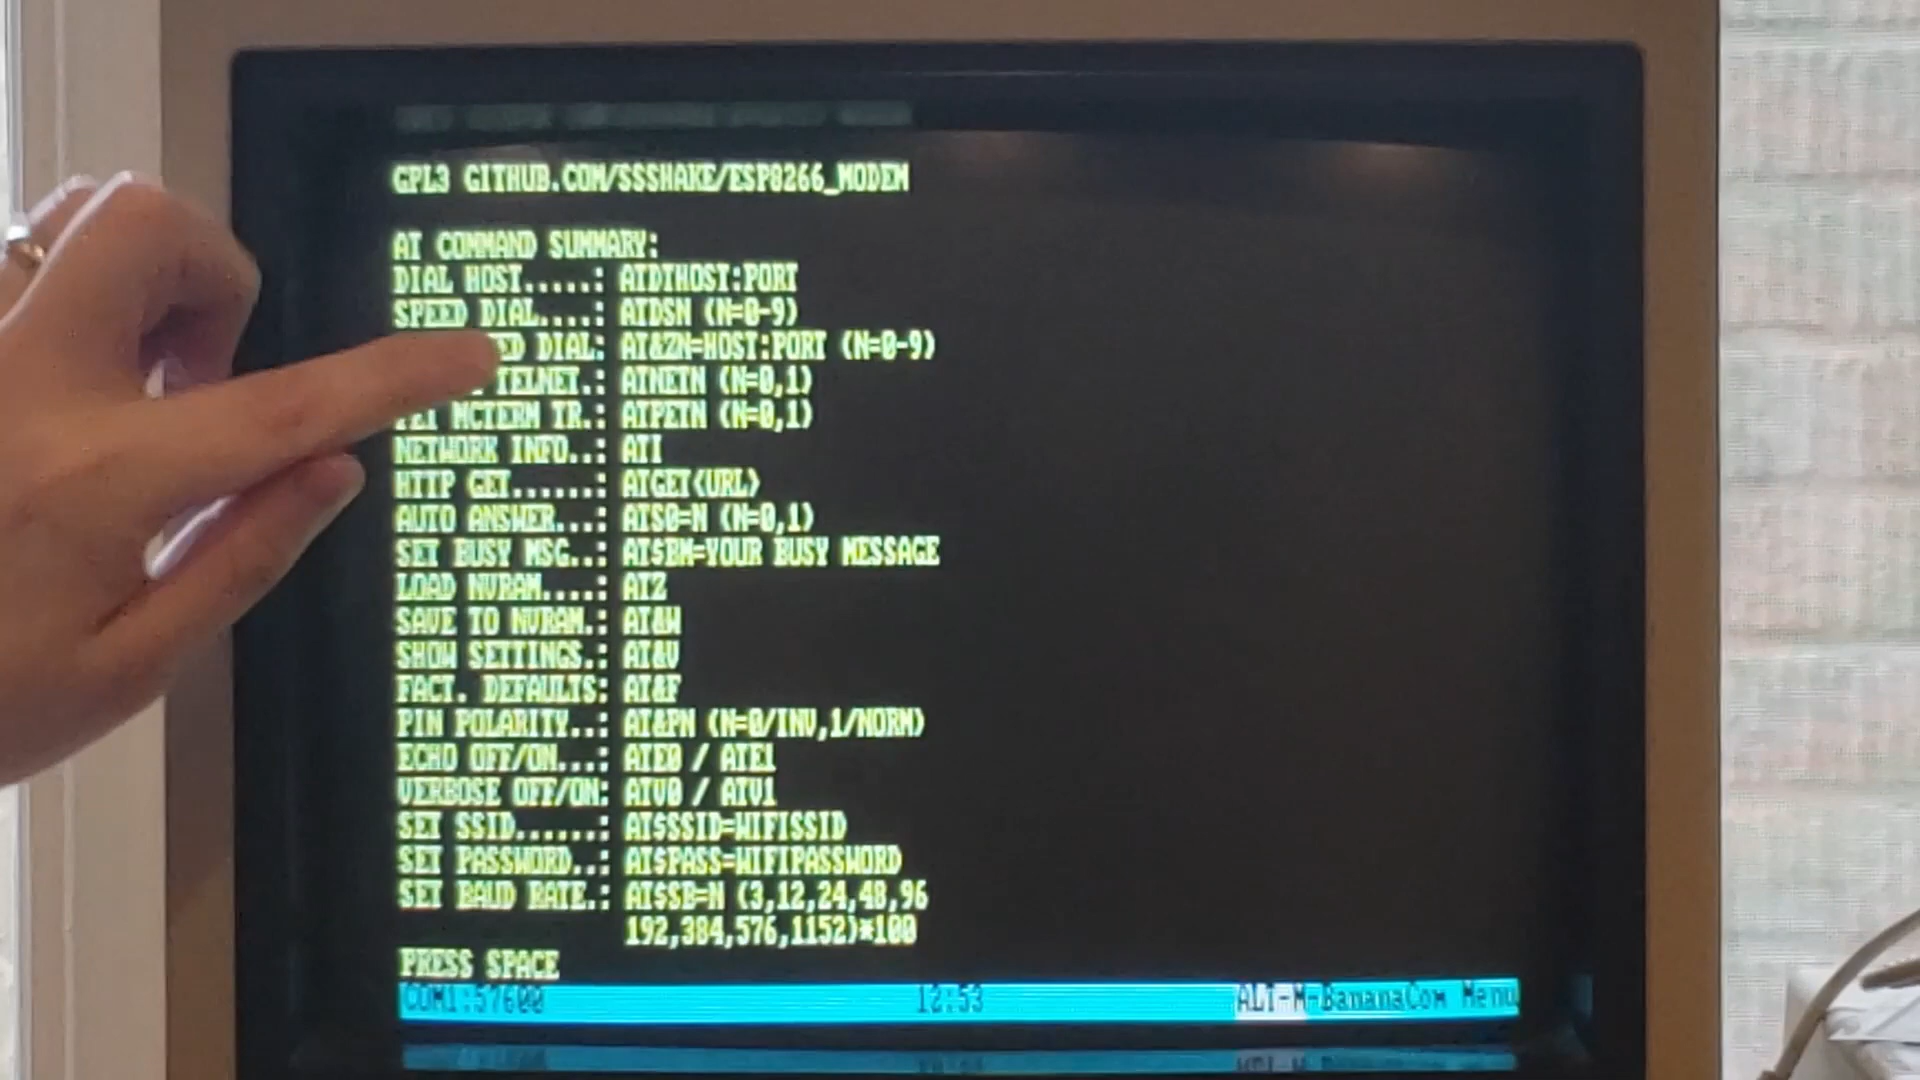 GPL3 GITHUB.COM/SSSHAKE/ESP8266_MODEM
AT COMMAND SUMMARY:
DIAL HOST.....: ATDTHOST:PORT
SPEED DIAL....: ATDSN (N=0-9)
DIAL: AT&ZN=HOST:PORT (N=0-9)
TELNET.: ATNETN (N=0,1)
MCTERM TR.: ATPETN (N=0,1)
NETWORK INFO..: ATI
HTTP GET......: ATGET<URL>
AUTO ANSWER...: ATS0=N (N=0,1)
SET BUSY MSG..: AT$BM=YOUR BUSY MESSAGE
LOAD NVRAM....: ATZ
SAVE TO NVRAM.: AT&W
SHOW SETTINGS.: AT&V
FACT. DEFAULTS: AT&F
PIN POLARITY..: AT&PN (N=0/INV,1/NORM)
ECHO OFF/ON...: ATE0 / ATE1
VERBOSE OFF/ON: ATV0 / ATV1
SET SSID......: AT$SSID=WIFISSID
SET PASSWORD..: AT$PASS=WIFIPASSWORD
SET BAUD RATE.: AT$SB=N (3,12,24,48,96
192,384,576,1152)*100
PRESS SPACE
COM1:57600 12:53 ALT-M-BananaCom Menu